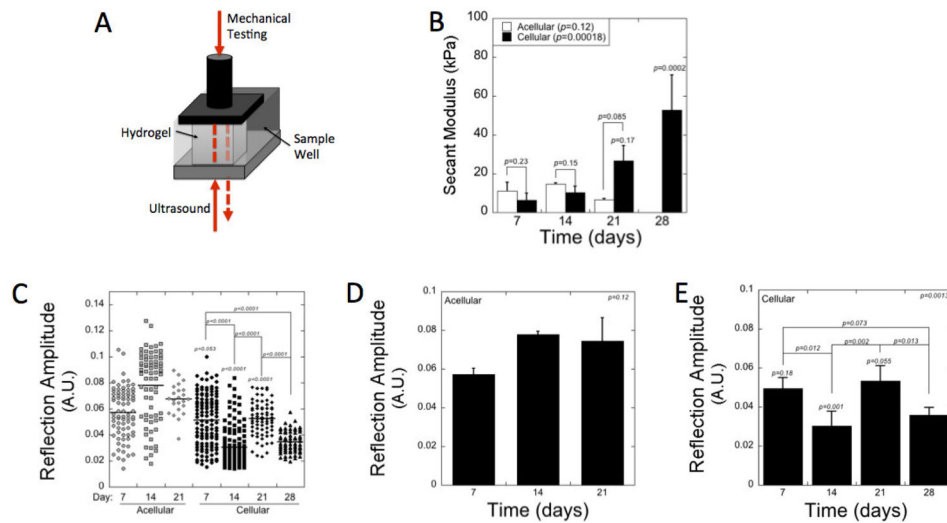 A
Mechanical
Testing
Hydrogel
Sample
Well
Ultrasound
B
Acellular (p=0.12)
Cellular (p=0.00018)
Secant Modulus (kPa)
100
80
60
40
20
0
p=0.23
p=0.15
p=0.085
p=0.17
p=0.0002
7 14 21 28
Time (days)
C
Reflection Amplitude
(A.U.)
0.14
0.12
0.1
0.08
0.06
0.04
0.02
0
p=0.0001
p=0.0001
p=0.0001
p=0.0001
p=0.053
p=0.0001
p=0.0001
Day: 7 14 21 7 14 21 28
Acellular Cellular
D
Acellular
p=0.12
Reflection Amplitude
(A.U.)
0.1
0.08
0.06
0.04
0.02
0
7 14 21
Time (days)
E
Cellular
p=0.0013
Reflection Amplitude
(A.U.)
0.1
0.08
0.06
0.04
0.02
0
p=0.073
p=0.012
p=0.002
p=0.013
p=0.18
p=0.001
p=0.055
7 14 21 28
Time (days)